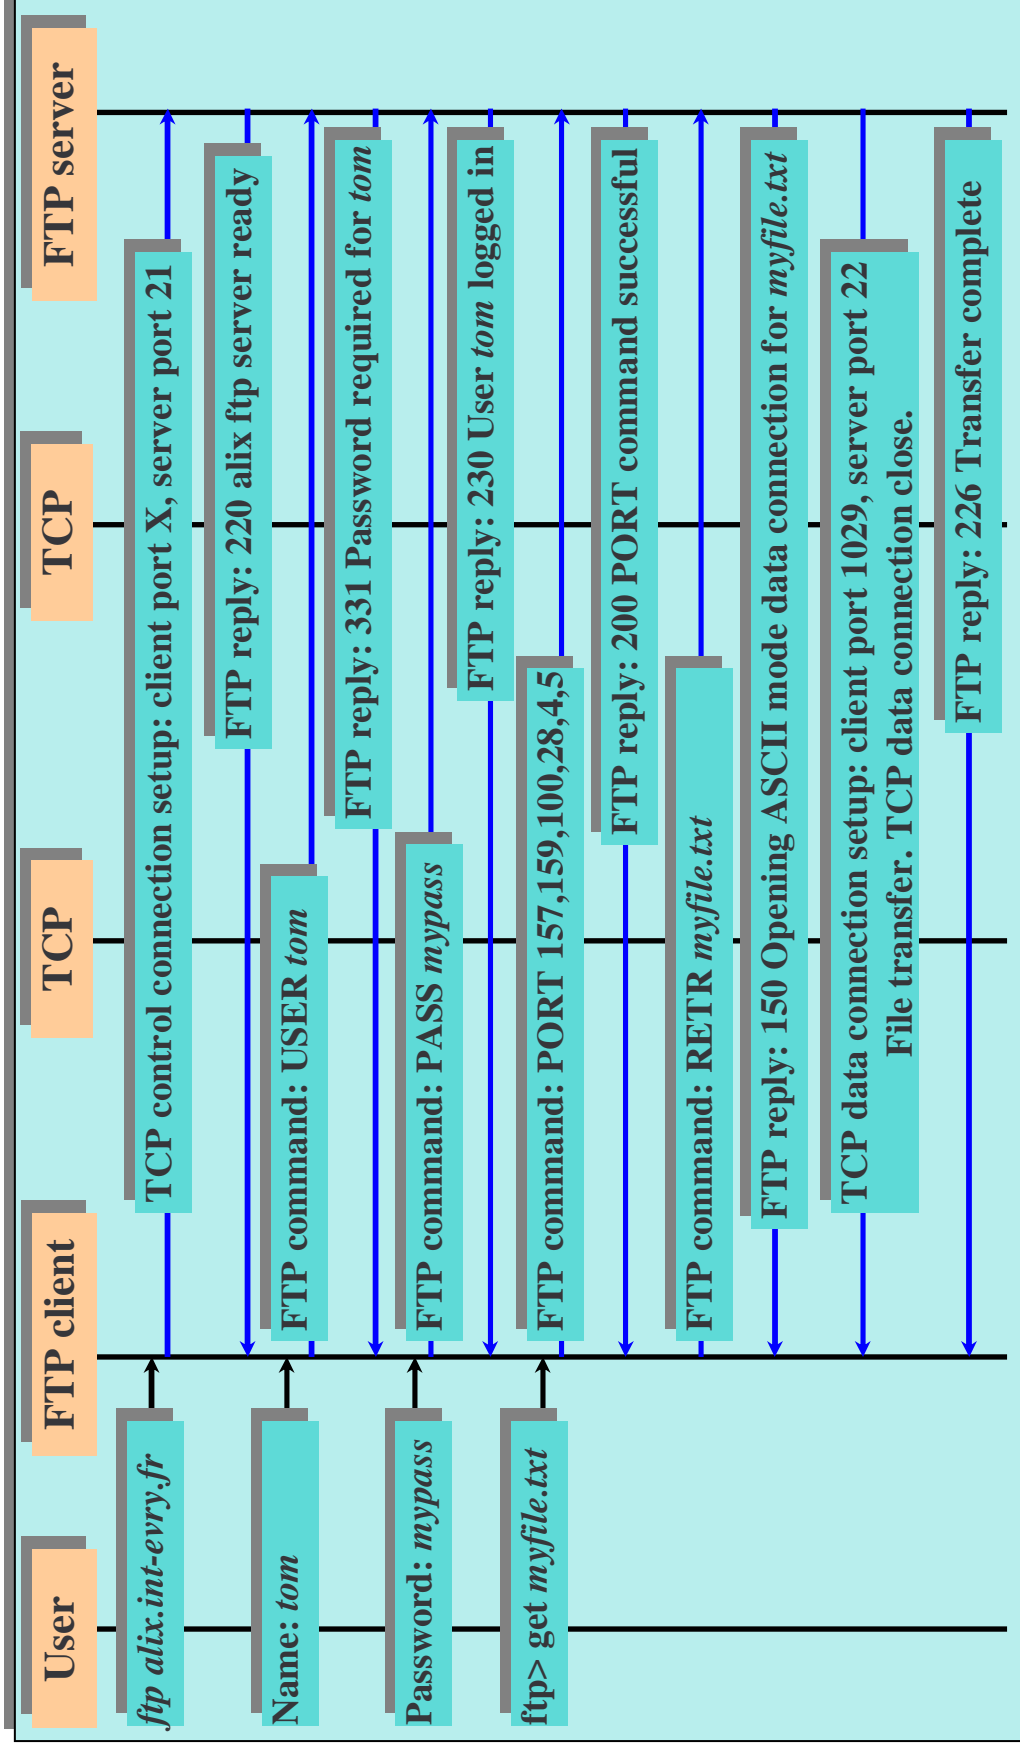 User
FTP client
TCP
TCP
FTP server
ftp alix.int-evry.fr
TCP control connection setup: client port X, server port 21
FTP reply: 220 alix ftp server ready
Name: tom
FTP command: USER tom
FTP reply: 331 Password required for tom
Password: mypass
FTP command: PASS mypass
FTP reply: 230 User tom logged in
ftp> get myfile.txt
FTP command: PORT 157,159,100,28,4,5
FTP reply: 200 PORT command successful
FTP command: RETR myfile.txt
FTP reply: 150 Opening ASCII mode data connection for myfile.txt
TCP data connection setup: client port 1029, server port 22
File transfer. TCP data connection close.
FTP reply: 226 Transfer complete